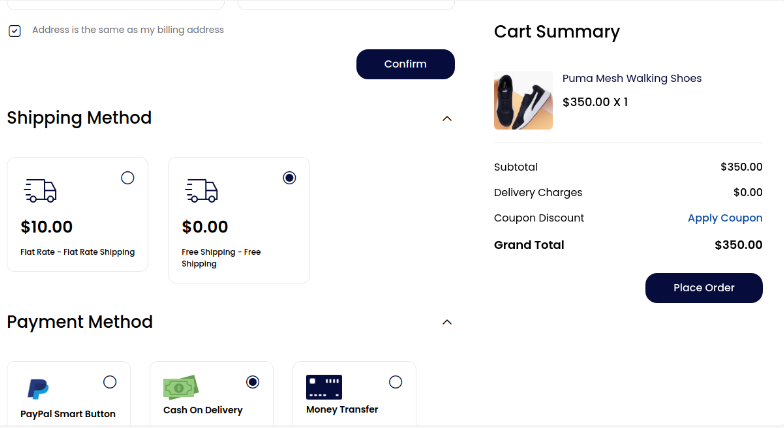 Address is the same as my billing address
Confirm
Shipping Method
$10.00
Flat Rate - Flat Rate Shipping
$0.00
Free Shipping - Free
Shipping
Payment Method
PayPal Smart Button
Cash On Delivery
Money Transfer
Cart Summary
Puma Mesh Walking Shoes
$350.00 X 1
Subtotal $350.00
Delivery Charges $0.00
Coupon Discount Apply Coupon
Grand Total $350.00
Place Order